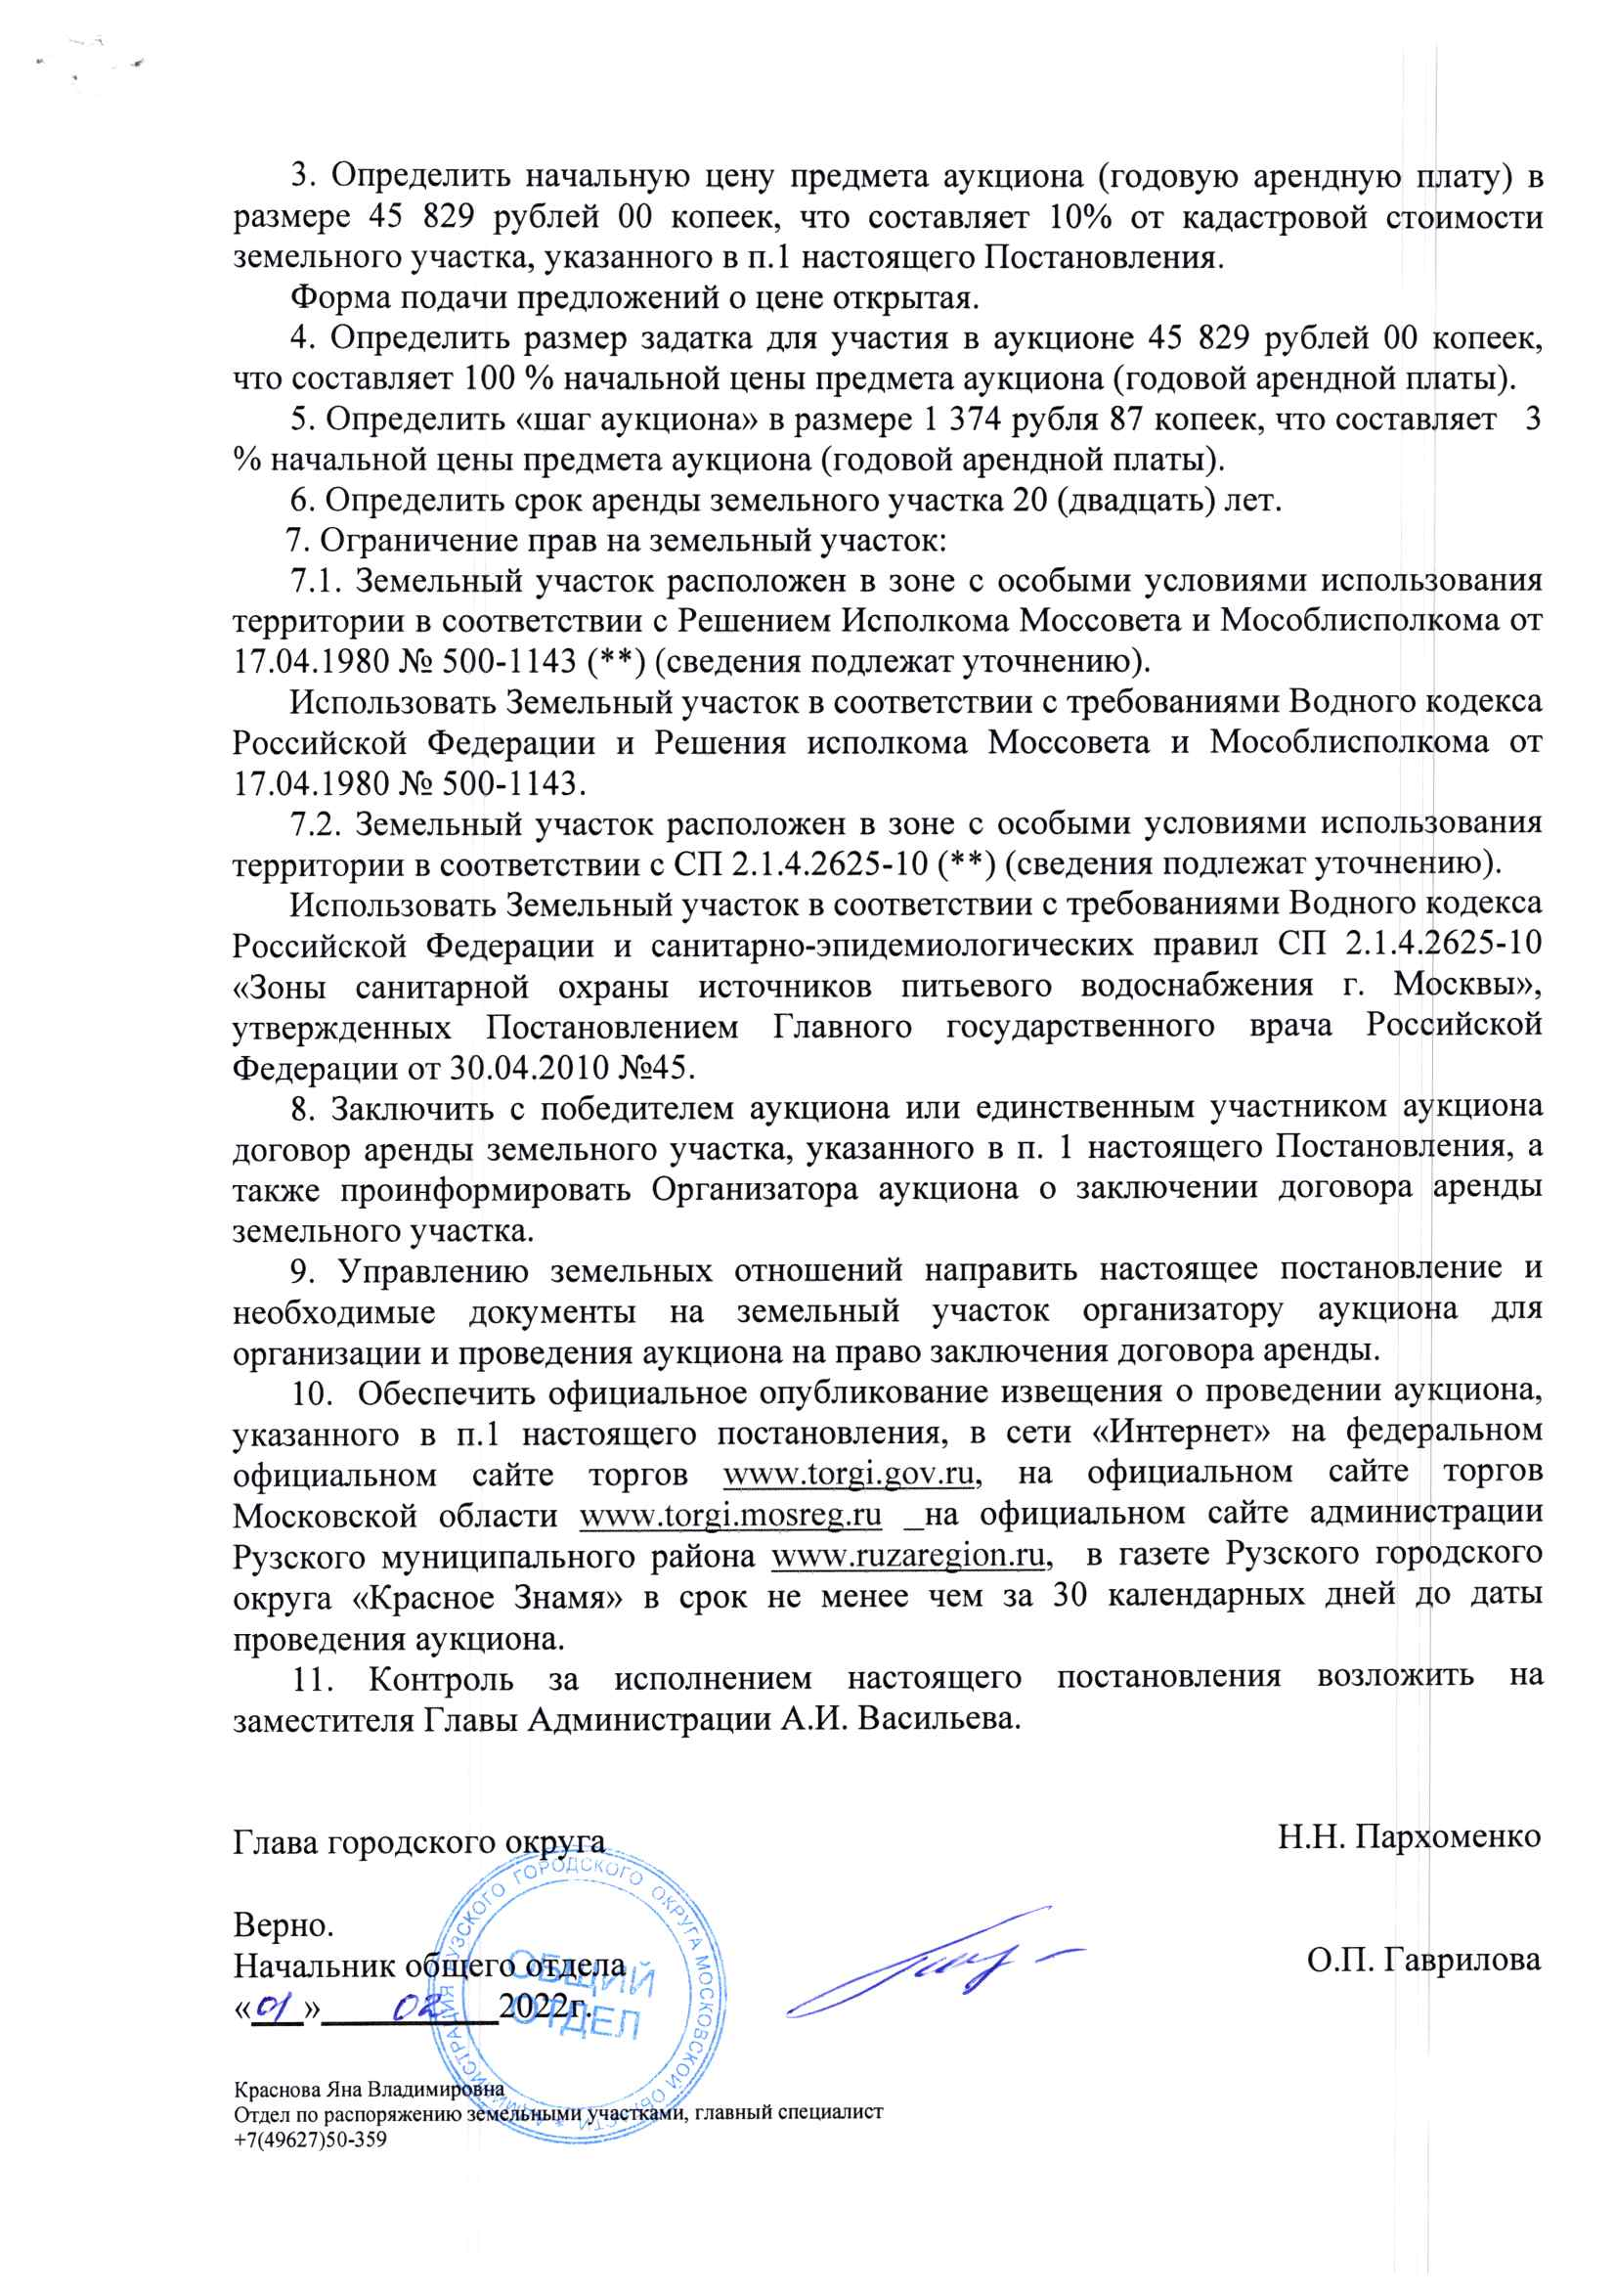 3. Определить начальную цену предмета аукциона (годовую арендную плату) в
размере 45 829 рублей 00 копеек, что составляет 10% от кадастровой стоимости
земельного участка, указанного в п.1 настоящего Постановления.
Форма подачи предложений о цене открытая.
4. Определить размер задатка для участия в аукционе 45 829 рублей 00 копеек,
что составляет 100 % начальной цены предмета аукциона (годовой арендной платы).
5. Определить «шаг аукциона» в размере 1 374 рубля 87 копеек, что составляет 3
% начальной цены предмета аукциона (годовой арендной платы).
6. Определить срок аренды земельного участка 20 (двадцать) лет.
7. Ограничение прав на земельный участок:
7.1. Земельный участок расположен в зоне с особыми условиями использования
территории в соответствии с Решением Исполкома Моссовета и Мособлисполкома от
17.04.1980 № 500-1143 (**) (сведения подлежат уточнению).
Использовать Земельный участок в соответствии с требованиями Водного кодекса
Российской Федерации и Решения исполкома Моссовета и Мособлисполкома от
17.04.1980 № 500-1143.
7.2. Земельный участок расположен в зоне с особыми условиями использования
территории в соответствии с СП 2.1.4.2625-10 (**) (сведения подлежат уточнению).
Использовать Земельный участок в соответствии с требованиями Водного кодекса
Российской Федерации и санитарно-эпидемиологических правил СП 2.1.4.2625-10
«Зоны санитарной охраны источников питьевого водоснабжения г. Москвы»,
утвержденных Постановлением Главного государственного врача Российской
Федерации от 30.04.2010 №45.
8. Заключить с победителем аукциона или единственным участником аукциона
договор аренды земельного участка, указанного в п. 1 настоящего Постановления, а
также проинформировать Организатора аукциона о заключении договора аренды
земельного участка.
9. Управлению земельных отношений направить настоящее постановление и
необходимые документы на земельный участок организатору аукциона для
организации и проведения аукциона на право заключения договора аренды.
10. Обеспечить официальное опубликование извещения о проведении аукциона,
указанного в п.1 настоящего постановления, в сети «Интернет» на федеральном
официальном сайте торгов www.torgi.gov.ru, на официальном сайте торгов
Московской области www.torgi.mosreg.ru _на официальном сайте администрации
Рузского муниципального района www.ruzaregion.ru, в газете Рузского городского
округа «Красное Знамя» в срок не менее чем за 30 календарных дней до даты
проведения аукциона.
11. Контроль за исполнением настоящего постановления возложить на
заместителя Главы Администрации А.И. Васильева.
Глава городского округа Н.Н. Пархоменко
Верно.
Начальник общего отдела О.П. Гаврилова
«01» 02 2022г.
АДМИНИСТРАЦИЯ РУЗСКОГО ГОРОДСКОГО ОКРУГА МОСКОВСКОЙ ОБЛАСТИ *
ОБЩИЙ
ОТДЕЛ
Краснова Яна Владимировна
Отдел по распоряжению земельными участками, главный специалист
+7(49627)50-359